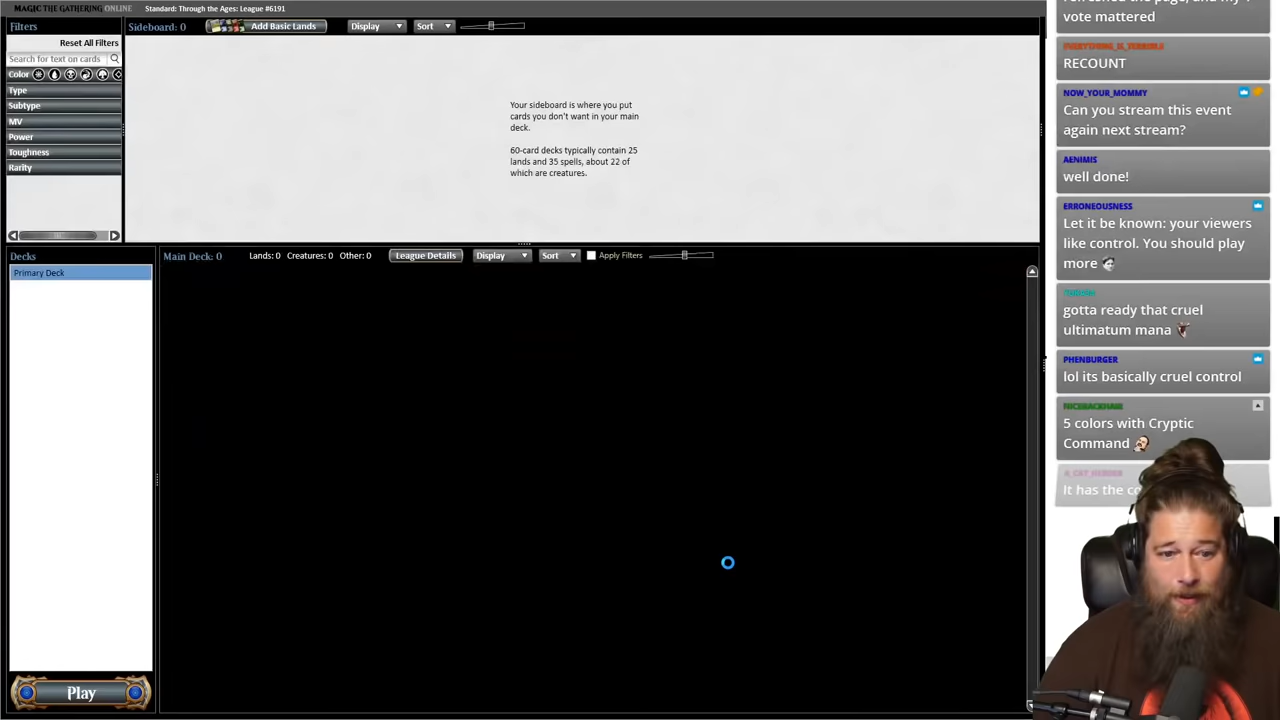 MAGIC THE GATHERING ONLINE
Standard: Through the Ages: League #6191
Filters
Reset All Filters
Search for text on cards
Color
Type
Subtype
MV
Power
Toughness
Rarity
Sideboard: 0
Add Basic Lands
Display
Sort
Your sideboard is where you put
cards you don't want in your main
deck.
60-card decks typically contain 25
lands and 35 spells, about 22 of
which are creatures.
Decks
Primary Deck
Play
Main Deck: 0
Lands: 0 Creatures: 0 Other: 0
League Details
Display
Sort
Apply Filters
vote mattered
EVERYTHING_IS_TERRIBLE
RECOUNT
NOW_YOUR_MOMMY
Can you stream this event
again next stream?
AENIMIS
well done!
ERRONEOUSNESS
Let it be known: your viewers
like control. You should play
more
gotta ready that cruel
ultimatum mana
PHENBURGER
lol its basically cruel control
5 colors with Cryptic
Command
It has the